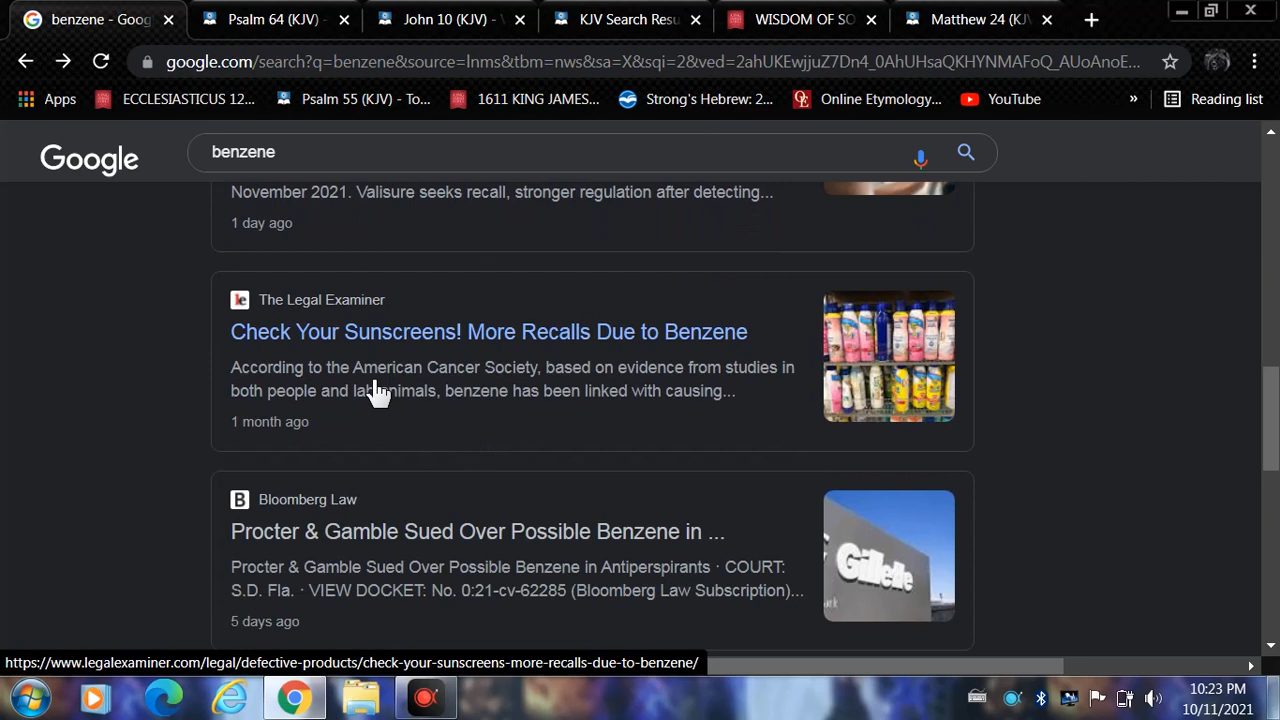 benzene - Goog
Psalm 64 (KJV) -
John 10 (KJV) -
KJV Search Resu
WISDOM OF SO
Matthew 24 (KJV
google.com/search?q=benzene&source=lnms&tbm=nws&sa=X&sqi=2&ved=2ahUKEwjjuZ7Dn4_0AhUHsaQKHYNMAFoQ_AUoAnoE...
Apps
ECCLESIASTICUS 12...
Psalm 55 (KJV) - To...
1611 KING JAMES...
Strong's Hebrew: 2...
OE
Online Etymology...
YouTube
»
Reading list
Google
benzene
November 2021. Valisure seeks recall, stronger regulation after detecting...
1 day ago
le
The Legal Examiner
Check Your Sunscreens! More Recalls Due to Benzene
According to the American Cancer Society, based on evidence from studies in
both people and lab animals, benzene has been linked with causing...
1 month ago
B
Bloomberg Law
Procter & Gamble Sued Over Possible Benzene in ...
Procter & Gamble Sued Over Possible Benzene in Antiperspirants · COURT:
S.D. Fla. · VIEW DOCKET: No. 0:21-cv-62285 (Bloomberg Law Subscription)...
5 days ago
Gillette
https://www.legalexaminer.com/legal/defective-products/check-your-sunscreens-more-recalls-due-to-benzene/
10:23 PM
10/11/2021